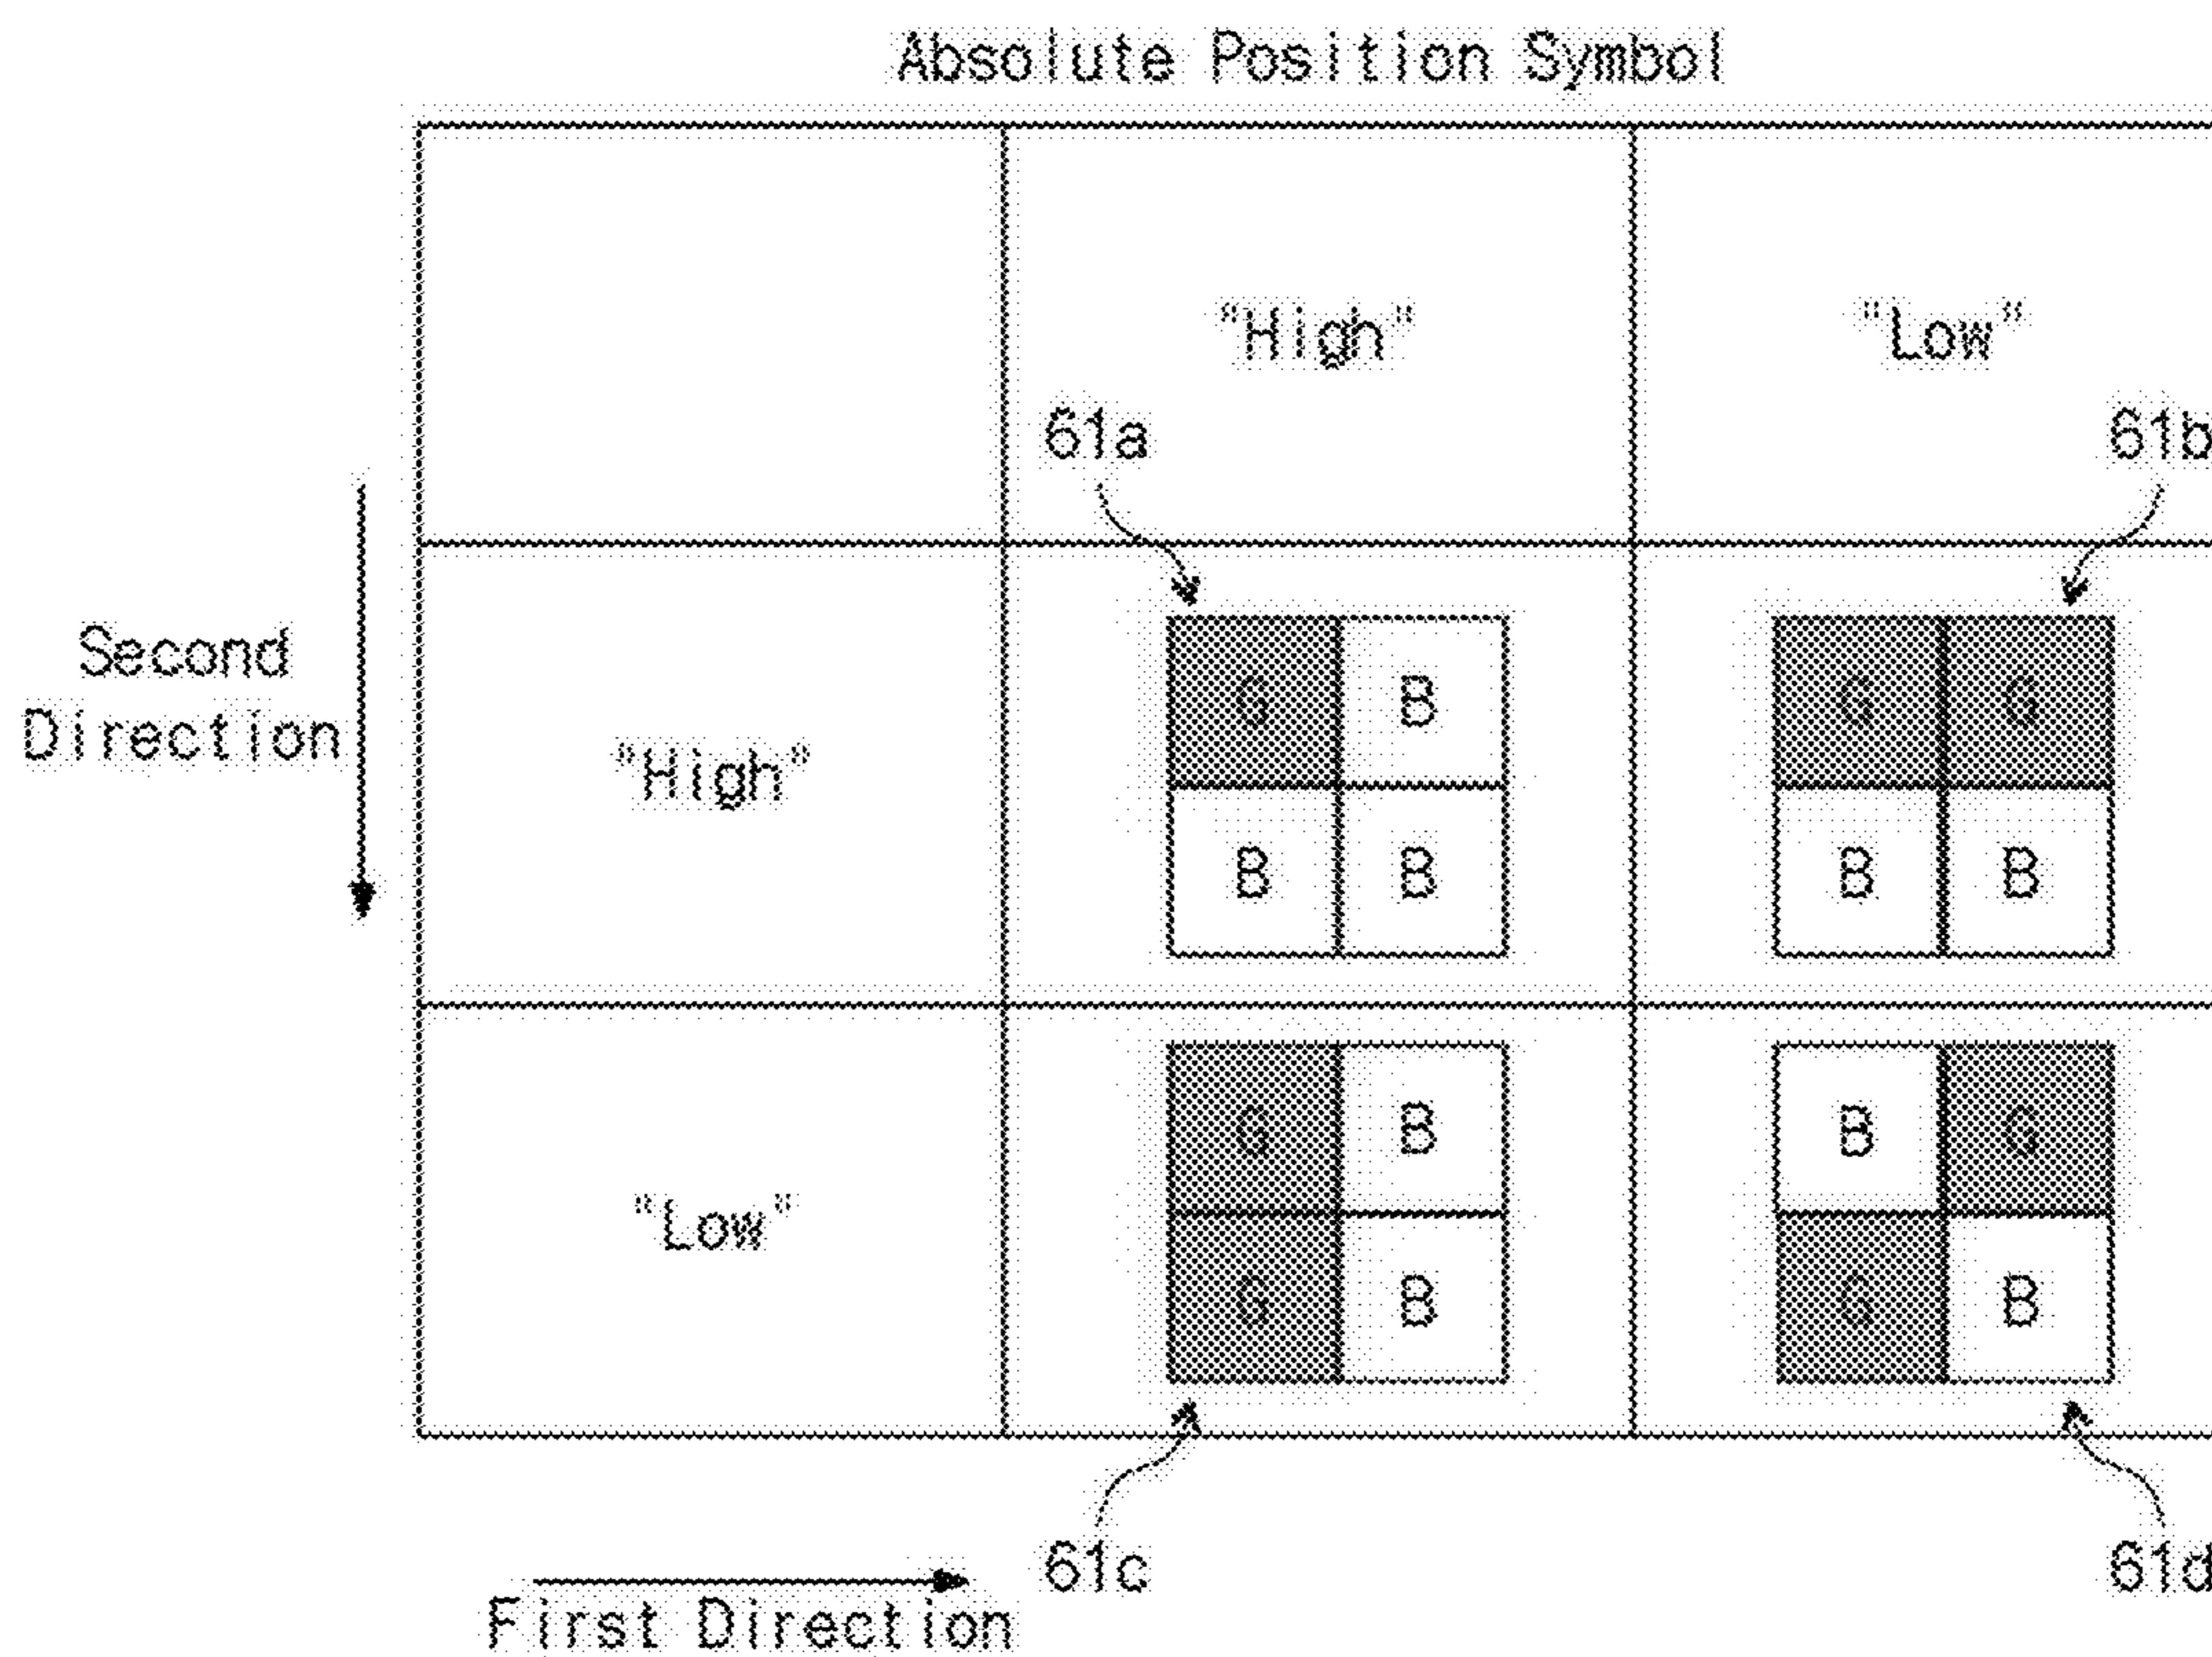 Absolute Position Symbol
"High" "Low"
61a 61b
Second
Direction
"High"
G B G G
B B B B
"Low"
G B B G
G B G B
61c 61d
First Direction